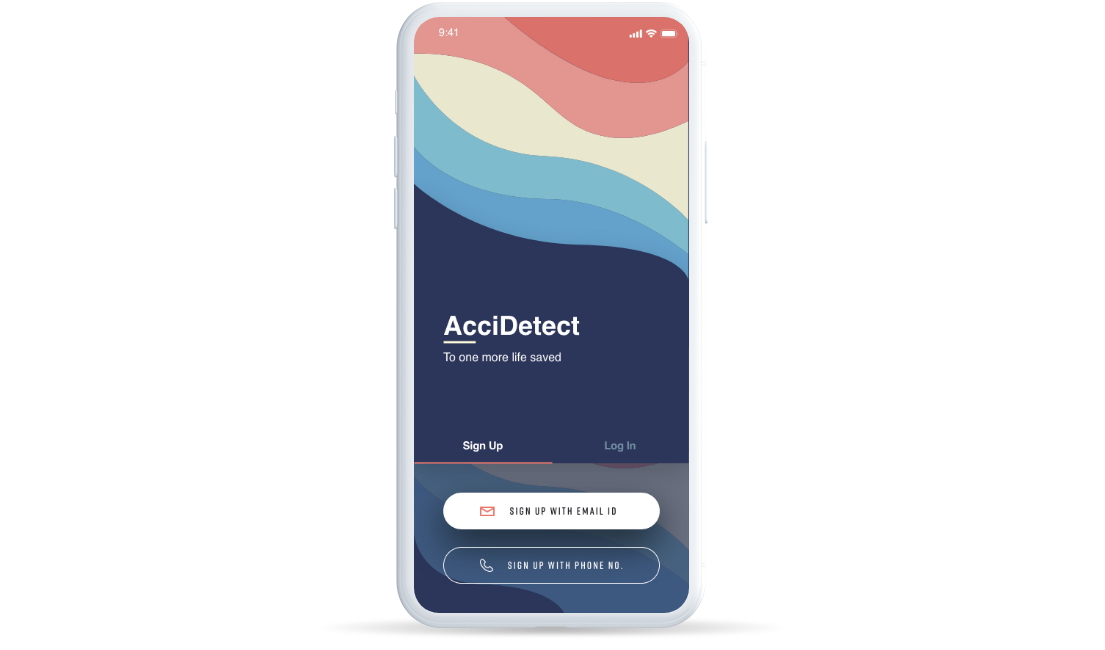 9:41
AcciDetect
To one more life saved
Sign Up
Log In
SIGN UP WITH EMAIL ID
SIGN UP WITH PHONE NO.